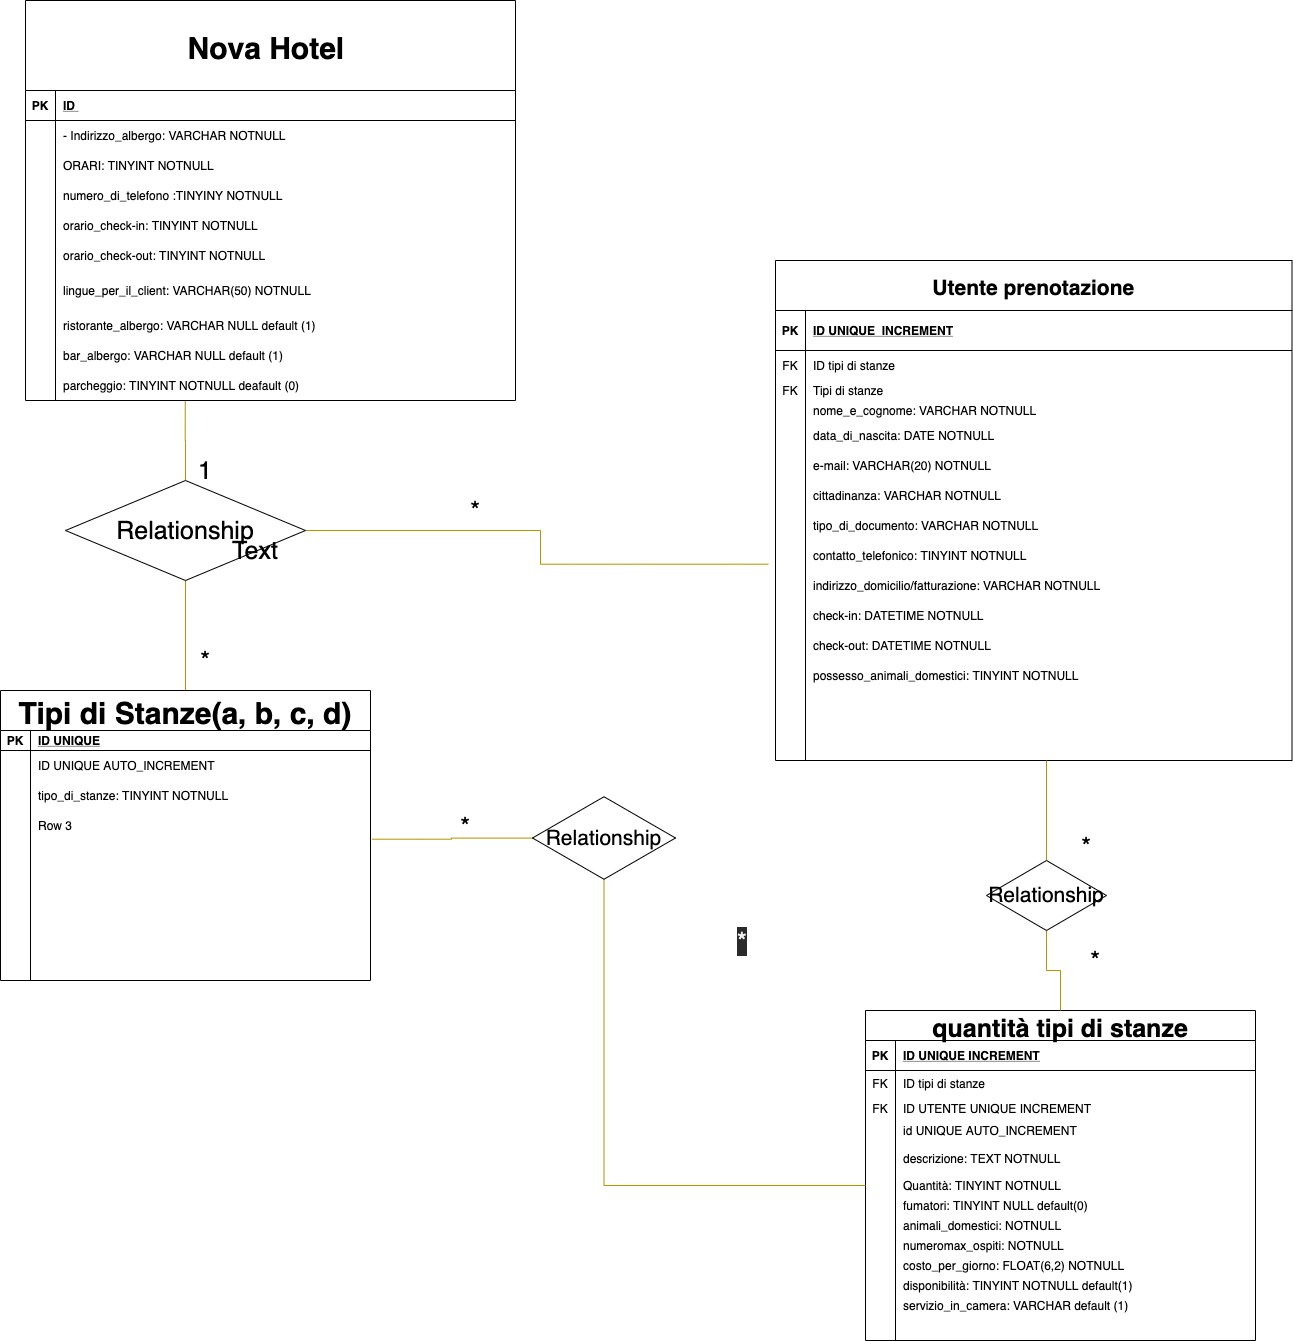 Nova Hotel
PK ID
- Indirizzo_albergo: VARCHAR NOTNULL
ORARI: TINYINT NOTNULL
numero_di_telefono :TINYINY NOTNULL
orario_check-in: TINYINT NOTNULL
orario_check-out: TINYINT NOTNULL
lingue_per_il_client: VARCHAR(50) NOTNULL
ristorante_albergo: VARCHAR NULL default (1)
bar_albergo: VARCHAR NULL default (1)
parcheggio: TINYINT NOTNULL deafault (0)
1
Relationship
Text
*
*
Utente prenotazione
PK ID UNIQUE INCREMENT
FK ID tipi di stanze
FK Tipi di stanze
nome_e_cognome: VARCHAR NOTNULL
data_di_nascita: DATE NOTNULL
e-mail: VARCHAR(20) NOTNULL
cittadinanza: VARCHAR NOTNULL
tipo_di_documento: VARCHAR NOTNULL
contatto_telefonico: TINYINT NOTNULL
indirizzo_domicilio/fatturazione: VARCHAR NOTNULL
check-in: DATETIME NOTNULL
check-out: DATETIME NOTNULL
possesso_animali_domestici: TINYINT NOTNULL
Tipi di Stanze(a, b, c, d)
PK ID UNIQUE
ID UNIQUE AUTO_INCREMENT
tipo_di_stanze: TINYINT NOTNULL
Row 3
*
Relationship
*
*
Relationship
*
quantità tipi di stanze
PK ID UNIQUE INCREMENT
FK ID tipi di stanze
FK ID UTENTE UNIQUE INCREMENT
id UNIQUE AUTO_INCREMENT
descrizione: TEXT NOTNULL
Quantità: TINYINT NOTNULL
fumatori: TINYINT NULL default(0)
animali_domestici: NOTNULL
numeromax_ospiti: NOTNULL
costo_per_giorno: FLOAT(6,2) NOTNULL
disponibilità: TINYINT NOTNULL default(1)
servizio_in_camera: VARCHAR default (1)